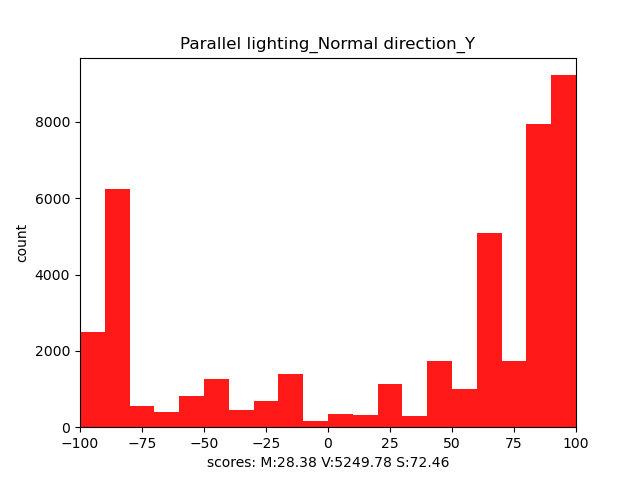 Parallel lighting_Normal direction_Y
count
8000
6000
4000
2000
0
−100 −75 −50 −25 0 25 50 75 100
scores: M:28.38 V:5249.78 S:72.46